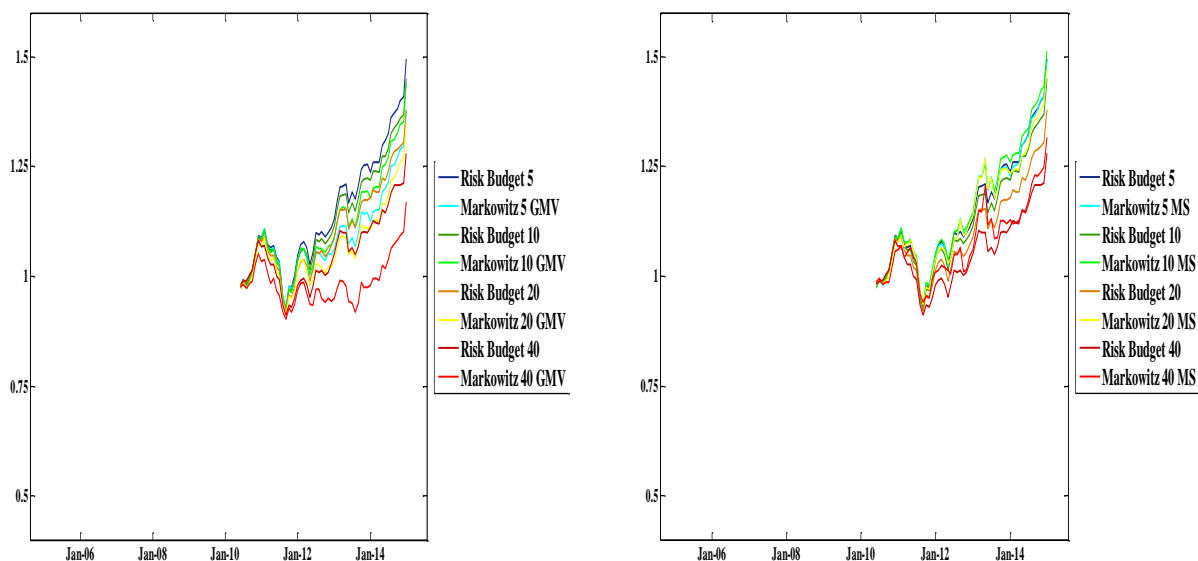 1.5
1.25
1
0.75
0.5
Jan-06 Jan-08 Jan-10 Jan-12 Jan-14
Risk Budget 5
Markowitz 5 GMV
Risk Budget 10
Markowitz 10 GMV
Risk Budget 20
Markowitz 20 GMV
Risk Budget 40
Markowitz 40 GMV
1.5
1.25
1
0.75
0.5
Jan-06 Jan-08 Jan-10 Jan-12 Jan-14
Risk Budget 5
Markowitz 5 MS
Risk Budget 10
Markowitz 10 MS
Risk Budget 20
Markowitz 20 MS
Risk Budget 40
Markowitz 40 MS